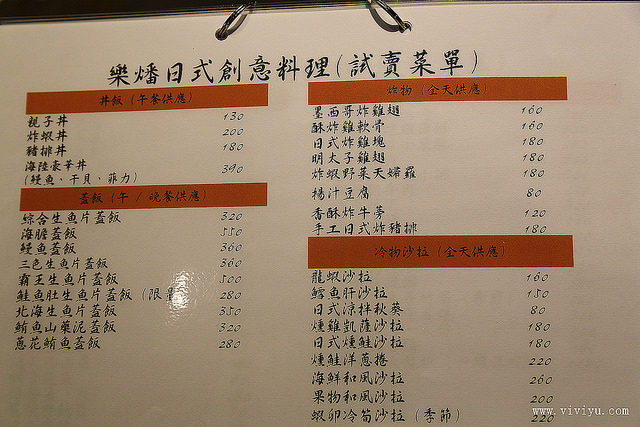 樂燔日式創意料理(試賣菜單)
丼飯 (午餐供應)
親子丼 130
炸蝦丼 200
豬排丼 180
海陸豪華丼 390
(鰻魚、干貝、菲力)
蓋飯 (午 / 晚餐供應)
綜合生魚片蓋飯 320
海膽蓋飯 550
鰻魚蓋飯 360
三色生魚片蓋飯 360
霸王生魚片蓋飯 500
鮭魚肚生魚片蓋飯 (限量 280
北海生魚片蓋飯 350
鮪魚山藥泥蓋飯 320
蔥花鮪魚蓋飯 280
炸物 (全天供應)
墨西哥炸雞翅 160
酥炸雞軟骨 160
日式炸雞塊 180
明太子雞翅 180
炸蝦野菜天婦羅 180
揚汁豆腐 80
香酥炸牛蒡 120
手工日式炸豬排 180
冷物沙拉 (全天供應)
龍蝦沙拉 160
鱈魚肝沙拉 150
日式涼拌秋葵 80
燻雞凱薩沙拉 180
日式燻鮭沙拉 180
燻鮭洋蔥捲 220
海鮮和風沙拉 260
果物和風沙拉 200
蝦卵冷筍沙拉 (季節) 220
www.viviyu.com